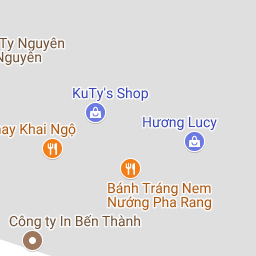 Ty Nguyên
Nguyên
KuTy's Shop
Hương Lucy
hay Khai Ngộ
Bánh Tráng Nem
Nướng Pha Rang
Công ty In Bến Thành